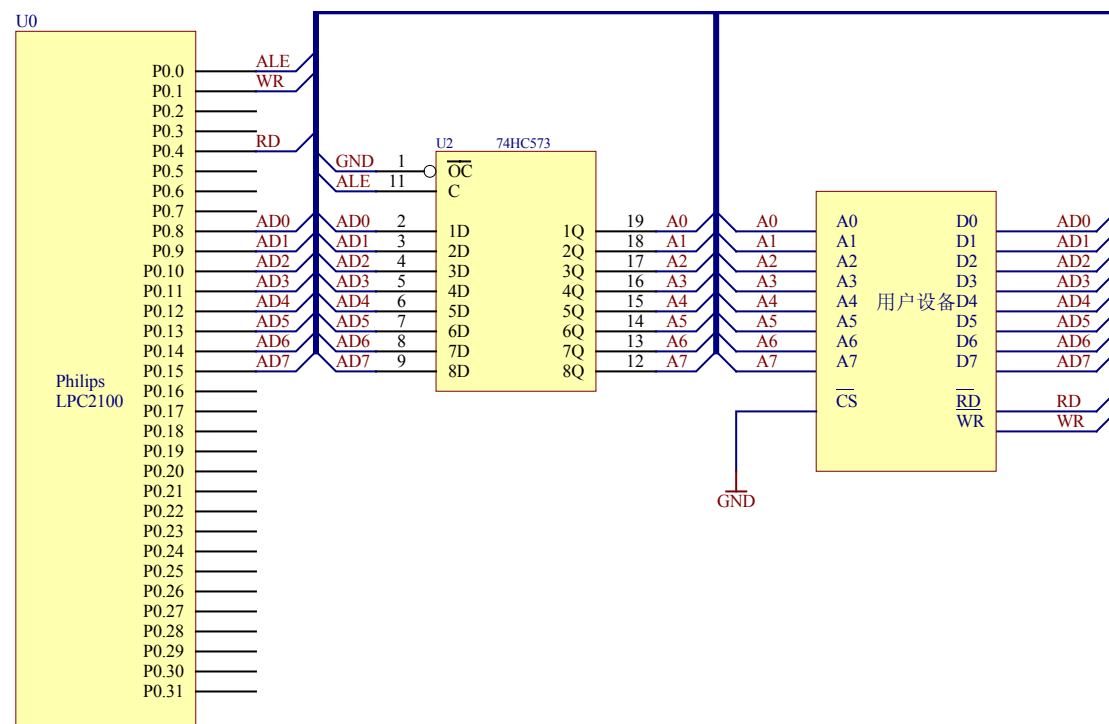 U0
P0.0 ALE
P0.1 WR
P0.2
P0.3
P0.4 RD
P0.5
P0.6
P0.7
P0.8 AD0
P0.9 AD1
P0.10 AD2
P0.11 AD3
P0.12 AD4
P0.13 AD5
P0.14 AD6
P0.15 AD7
P0.16
P0.17
P0.18
P0.19
P0.20
P0.21
P0.22
P0.23
P0.24
P0.25
P0.26
P0.27
P0.28
P0.29
P0.30
P0.31
Philips
LPC2100
U2 74HC573
GND 1 OC
ALE 11 C
AD0 2 1D 1Q 19 A0
AD1 3 2D 2Q 18 A1
AD2 4 3D 3Q 17 A2
AD3 5 4D 4Q 16 A3
AD4 6 5D 5Q 15 A4
AD5 7 6D 6Q 14 A5
AD6 8 7D 7Q 13 A6
AD7 9 8D 8Q 12 A7
A0 A0 D0 AD0
A1 A1 D1 AD1
A2 A2 D2 AD2
A3 A3 D3 AD3
A4 A4 用户设备 D4 AD4
A5 A5 D5 AD5
A6 A6 D6 AD6
A7 A7 D7 AD7
CS RD RD
WR WR
GND